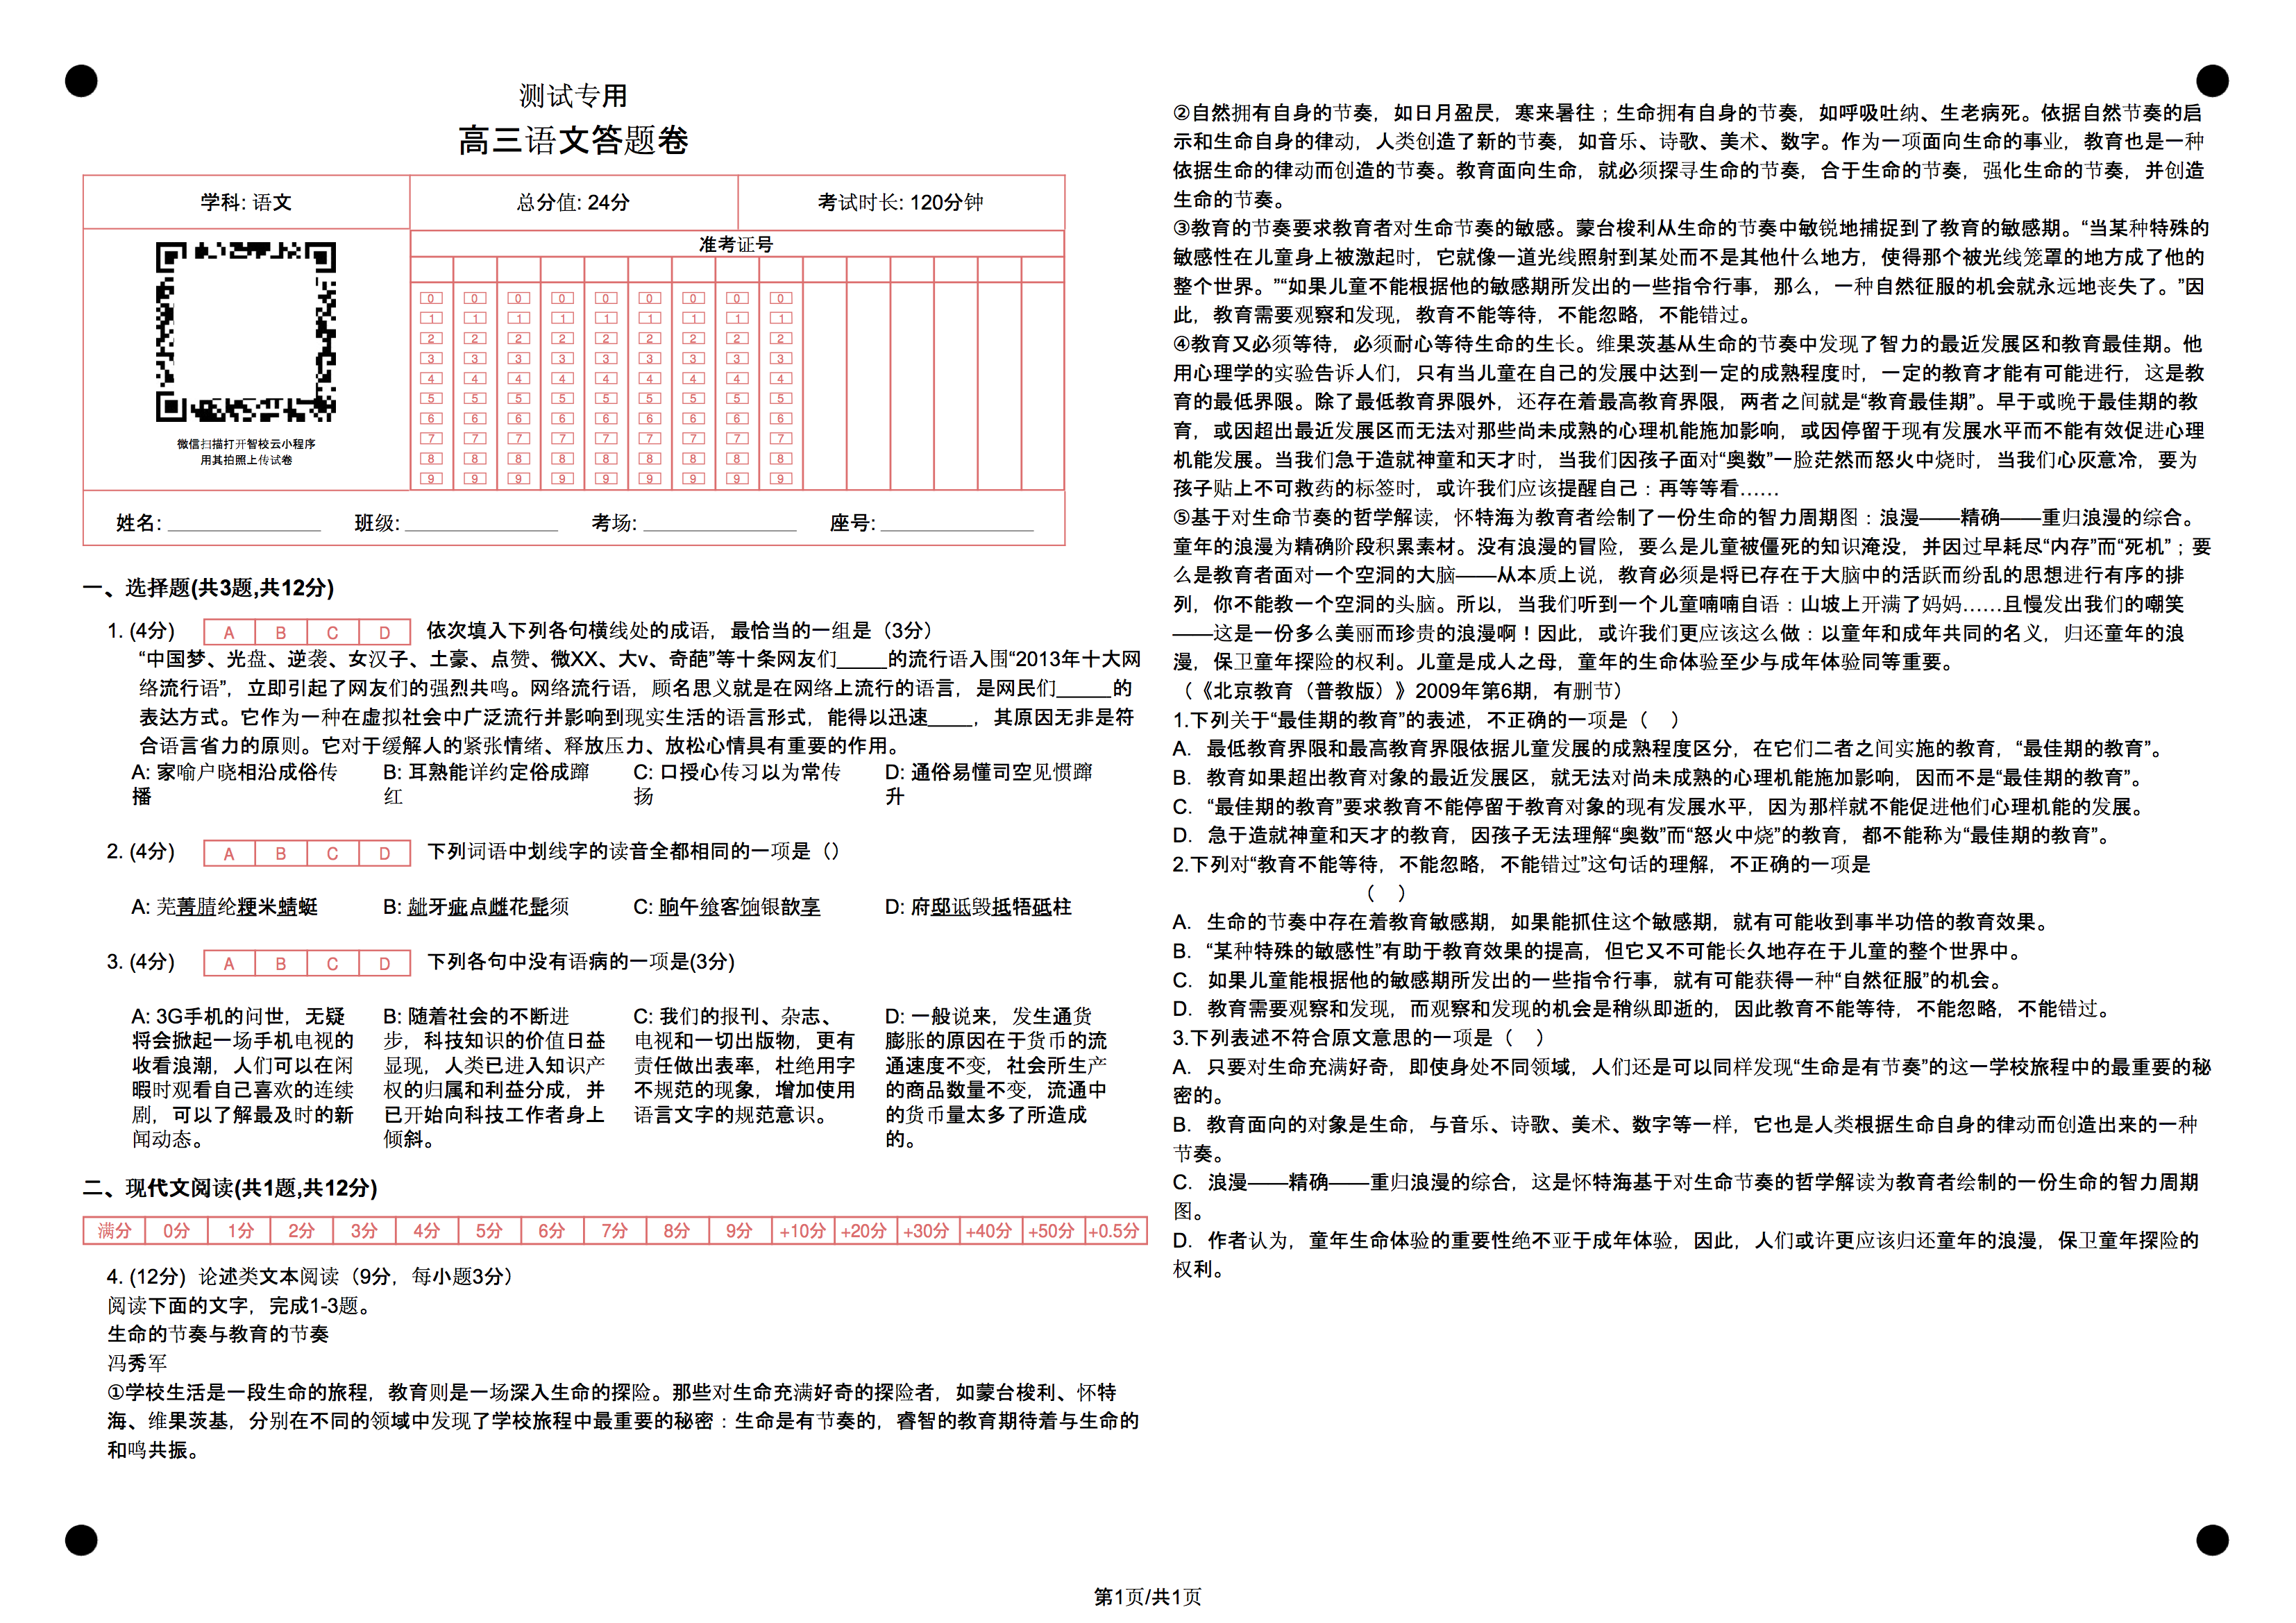 测试专用
高三语文答题卷
学科: 语文
总分值: 24分
考试时长: 120分钟
准考证号
0 0 0 0 0 0 0 0 0
1 1 1 1 1 1 1 1 1
2 2 2 2 2 2 2 2 2
3 3 3 3 3 3 3 3 3
4 4 4 4 4 4 4 4 4
5 5 5 5 5 5 5 5 5
6 6 6 6 6 6 6 6 6
7 7 7 7 7 7 7 7 7
8 8 8 8 8 8 8 8 8
9 9 9 9 9 9 9 9 9
微信扫描打开智校云小程序
用其拍照上传试卷
姓名: ______ 班级: ______ 考场: ______ 座号: ______
一、选择题(共3题,共12分)
1. (4分) A B C D 依次填入下列各句横线处的成语，最恰当的一组是（3分）
“中国梦、光盘、逆袭、女汉子、土豪、点赞、微XX、大v、奇葩”等十条网友们_____的流行语入围“2013年十大网
络流行语”，立即引起了网友们的强烈共鸣。网络流行语，顾名思义就是在网络上流行的语言，是网民们_____的
表达方式。它作为一种在虚拟社会中广泛流行并影响到现实生活的语言形式，能得以迅速____，其原因无非是符
合语言省力的原则。它对于缓解人的紧张情绪、释放压力、放松心情具有重要的作用。
A: 家喻户晓相沿成俗传
播
B: 耳熟能详约定俗成蹿
红
C: 口授心传习以为常传
扬
D: 通俗易懂司空见惯蹿
升
2. (4分) A B C D 下列词语中划线字的读音全都相同的一项是（）
A: 芜菁腈纶粳米蜻蜓
B: 龇牙疵点雌花髭须
C: 晌午飨客饷银歆享
D: 府邸诋毁抵牾砥柱
3. (4分) A B C D 下列各句中没有语病的一项是(3分)
A: 3G手机的问世，无疑
将会掀起一场手机电视的
收看浪潮，人们可以在闲
暇时观看自己喜欢的连续
剧，可以了解最及时的新
闻动态。
B: 随着社会的不断进
步，科技知识的价值日益
显现，人类已进入知识产
权的归属和利益分成，并
已开始向科技工作者身上
倾斜。
C: 我们的报刊、杂志、
电视和一切出版物，更有
责任做出表率，杜绝用字
不规范的现象，增加使用
语言文字的规范意识。
D: 一般说来，发生通货
膨胀的原因在于货币的流
通速度不变，社会所生产
的商品数量不变，流通中
的货币量太多了所造成
的。
二、现代文阅读(共1题,共12分)
满分 0分 1分 2分 3分 4分 5分 6分 7分 8分 9分 +10分 +20分 +30分 +40分 +50分 +0.5分
4. (12分) 论述类文本阅读（9分，每小题3分）
阅读下面的文字，完成1-3题。
生命的节奏与教育的节奏
冯秀军
①学校生活是一段生命的旅程，教育则是一场深入生命的探险。那些对生命充满好奇的探险者，如蒙台梭利、怀特
海、维果茨基，分别在不同的领域中发现了学校旅程中最重要的秘密：生命是有节奏的，睿智的教育期待着与生命的
和鸣共振。
②自然拥有自身的节奏，如日月盈昃，寒来暑往；生命拥有自身的节奏，如呼吸吐纳、生老病死。依据自然节奏的启
示和生命自身的律动，人类创造了新的节奏，如音乐、诗歌、美术、数字。作为一项面向生命的事业，教育也是一种
依据生命的律动而创造的节奏。教育面向生命，就必须探寻生命的节奏，合于生命的节奏，强化生命的节奏，并创造
生命的节奏。
③教育的节奏要求教育者对生命节奏的敏感。蒙台梭利从生命的节奏中敏锐地捕捉到了教育的敏感期。“当某种特殊的
敏感性在儿童身上被激起时，它就像一道光线照射到某处而不是其他什么地方，使得那个被光线笼罩的地方成了他的
整个世界。”“如果儿童不能根据他的敏感期所发出的一些指令行事，那么，一种自然征服的机会就永远地丧失了。”因
此，教育需要观察和发现，教育不能等待，不能忽略，不能错过。
④教育又必须等待，必须耐心等待生命的生长。维果茨基从生命的节奏中发现了智力的最近发展区和教育最佳期。他
用心理学的实验告诉人们，只有当儿童在自己的发展中达到一定的成熟程度时，一定的教育才能有可能进行，这是教
育的最低界限。除了最低教育界限外，还存在着最高教育界限，两者之间就是“教育最佳期”。早于或晚于最佳期的教
育，或因超出最近发展区而无法对那些尚未成熟的心理机能施加影响，或因停留于现有发展水平而不能有效促进心理
机能发展。当我们急于造就神童和天才时，当我们因孩子面对“奥数”一脸茫然而怒火中烧时，当我们心灰意冷，要为
孩子贴上不可救药的标签时，或许我们应该提醒自己：再等等看……
⑤基于对生命节奏的哲学解读，怀特海为教育者绘制了一份生命的智力周期图：浪漫——精确——重归浪漫的综合。
童年的浪漫为精确阶段积累素材。没有浪漫的冒险，要么是儿童被僵死的知识淹没，并因过早耗尽“内存”而“死机”；要
么是教育者面对一个空洞的大脑——从本质上说，教育必须是将已存在于大脑中的活跃而纷乱的思想进行有序的排
列，你不能教一个空洞的头脑。所以，当我们听到一个儿童喃喃自语：山坡上开满了妈妈……且慢发出我们的嘲笑
——这是一份多么美丽而珍贵的浪漫啊！因此，或许我们更应该这么做：以童年和成年共同的名义，归还童年的浪
漫，保卫童年探险的权利。儿童是成人之母，童年的生命体验至少与成年体验同等重要。
（《北京教育（普教版）》2009年第6期，有删节）
1.下列关于“最佳期的教育”的表述，不正确的一项是（ ）
A. 最低教育界限和最高教育界限依据儿童发展的成熟程度区分，在它们二者之间实施的教育，“最佳期的教育”。
B. 教育如果超出教育对象的最近发展区，就无法对尚未成熟的心理机能施加影响，因而不是“最佳期的教育”。
C. “最佳期的教育”要求教育不能停留于教育对象的现有发展水平，因为那样就不能促进他们心理机能的发展。
D. 急于造就神童和天才的教育，因孩子无法理解“奥数”而“怒火中烧”的教育，都不能称为“最佳期的教育”。
2.下列对“教育不能等待，不能忽略，不能错过”这句话的理解，不正确的一项是
（ ）
A. 生命的节奏中存在着教育敏感期，如果能抓住这个敏感期，就有可能收到事半功倍的教育效果。
B. “某种特殊的敏感性”有助于教育效果的提高，但它又不可能长久地存在于儿童的整个世界中。
C. 如果儿童能根据他的敏感期所发出的一些指令行事，就有可能获得一种“自然征服”的机会。
D. 教育需要观察和发现，而观察和发现的机会是稍纵即逝的，因此教育不能等待，不能忽略，不能错过。
3.下列表述不符合原文意思的一项是（ ）
A. 只要对生命充满好奇，即使身处不同领域，人们还是可以同样发现“生命是有节奏”的这一学校旅程中的最重要的秘
密的。
B. 教育面向的对象是生命，与音乐、诗歌、美术、数字等一样，它也是人类根据生命自身的律动而创造出来的一种
节奏。
C. 浪漫——精确——重归浪漫的综合，这是怀特海基于对生命节奏的哲学解读为教育者绘制的一份生命的智力周期
图。
D. 作者认为，童年生命体验的重要性绝不亚于成年体验，因此，人们或许更应该归还童年的浪漫，保卫童年探险的
权利。
第1页/共1页